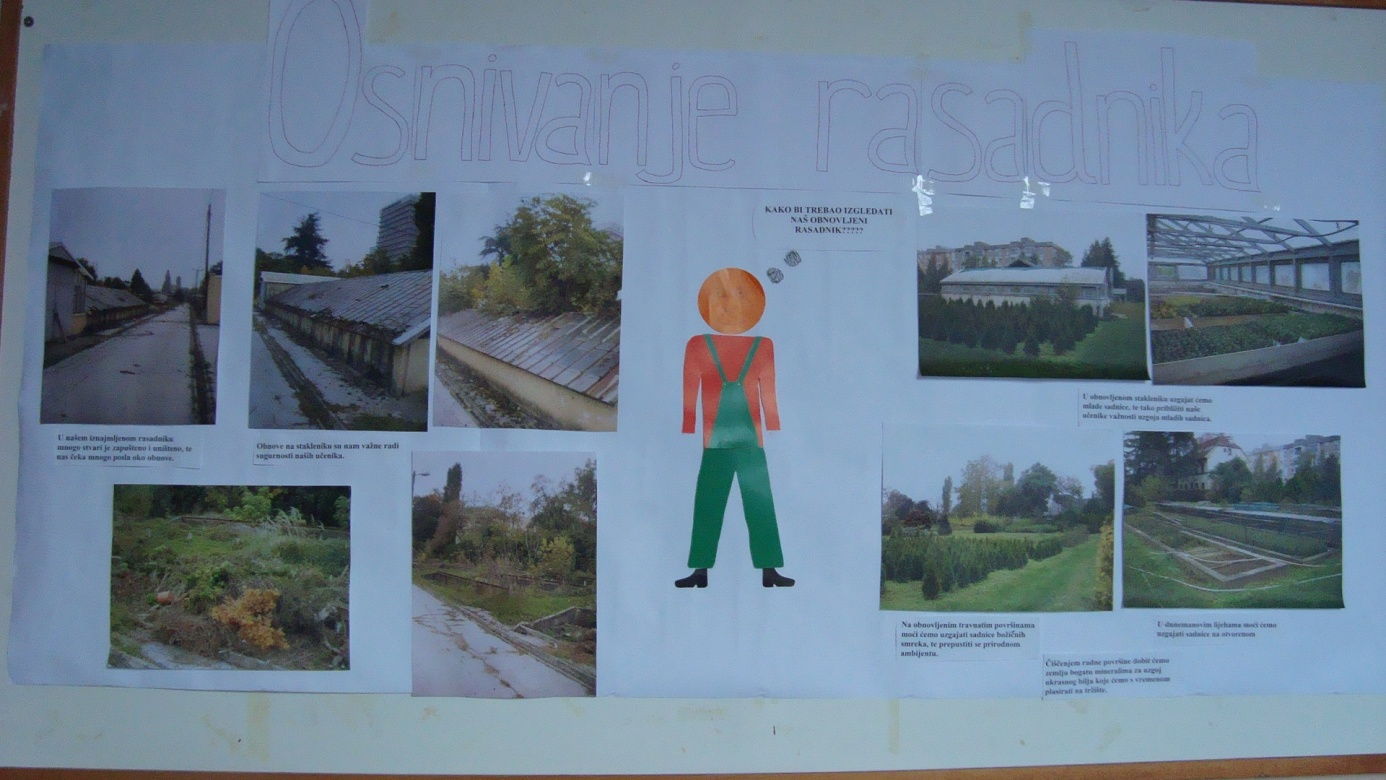 Osnivanje rasadnika
KAKO BI TREBAO IZGLEDATI
NAŠ OBNOVLJENI
RASADNIK?????
U našem iznajmljenom rasadniku
mnogo stvari je zapušteno i uništeno, te
nas čeka mnogo posla oko obnove.
Obnove na stakleniku su nam važne radi
sugurnosti naših učenika.
U obnovljenom stakleniku uzgajat ćemo
mlade sadnice, te tako približiti naše
učenike važnosti uzgoja mladih sadnica.
Na obnovljenim travnatim površinama
moći ćemo uzgajati sadnice božičnih
smreka, te prepustiti se prirodnom
ambijentu.
U dunemanovim lijehama moći ćemo
uzgajati sadnice na otvorenom
Čiščenjem radne površine dobit ćemo
zemlju bogatu mineralima za uzgoj
ukrasnog bilja koje ćemo s vremenom
plasirati na tržište.